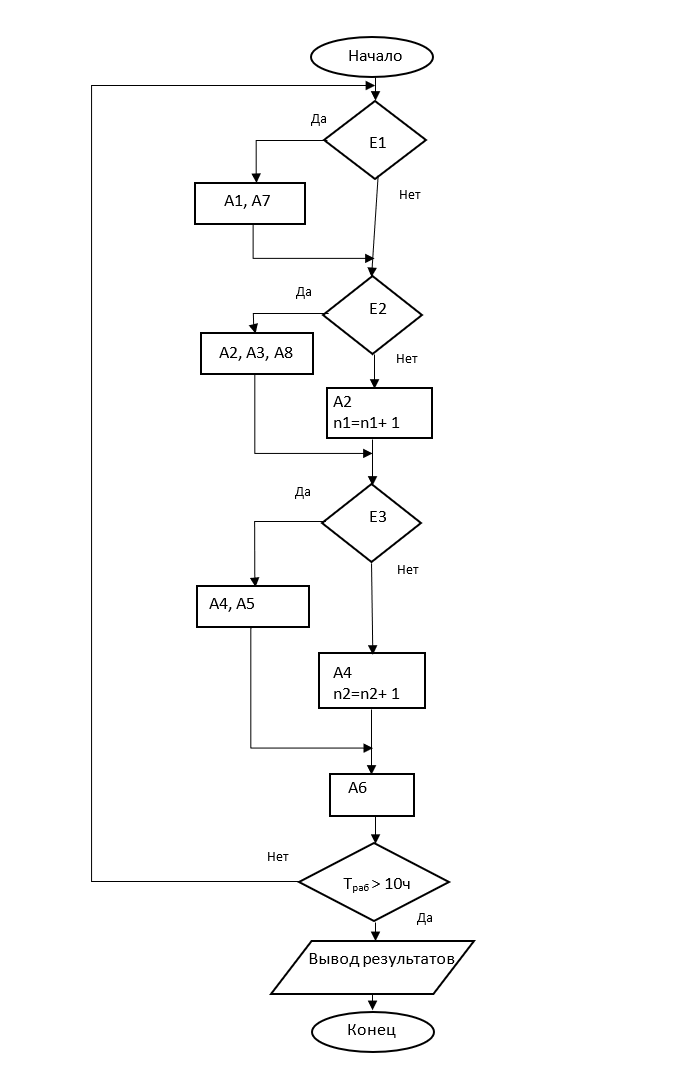 Начало
Да
E1
Нет
A1, A7
Да
E2
Нет
A2, A3, A8
A2
n1=n1+ 1
Да
E3
Нет
A4, A5
A4
n2=n2+ 1
A6
Нет
Tраб > 10ч
Да
Вывод результатов
Конец